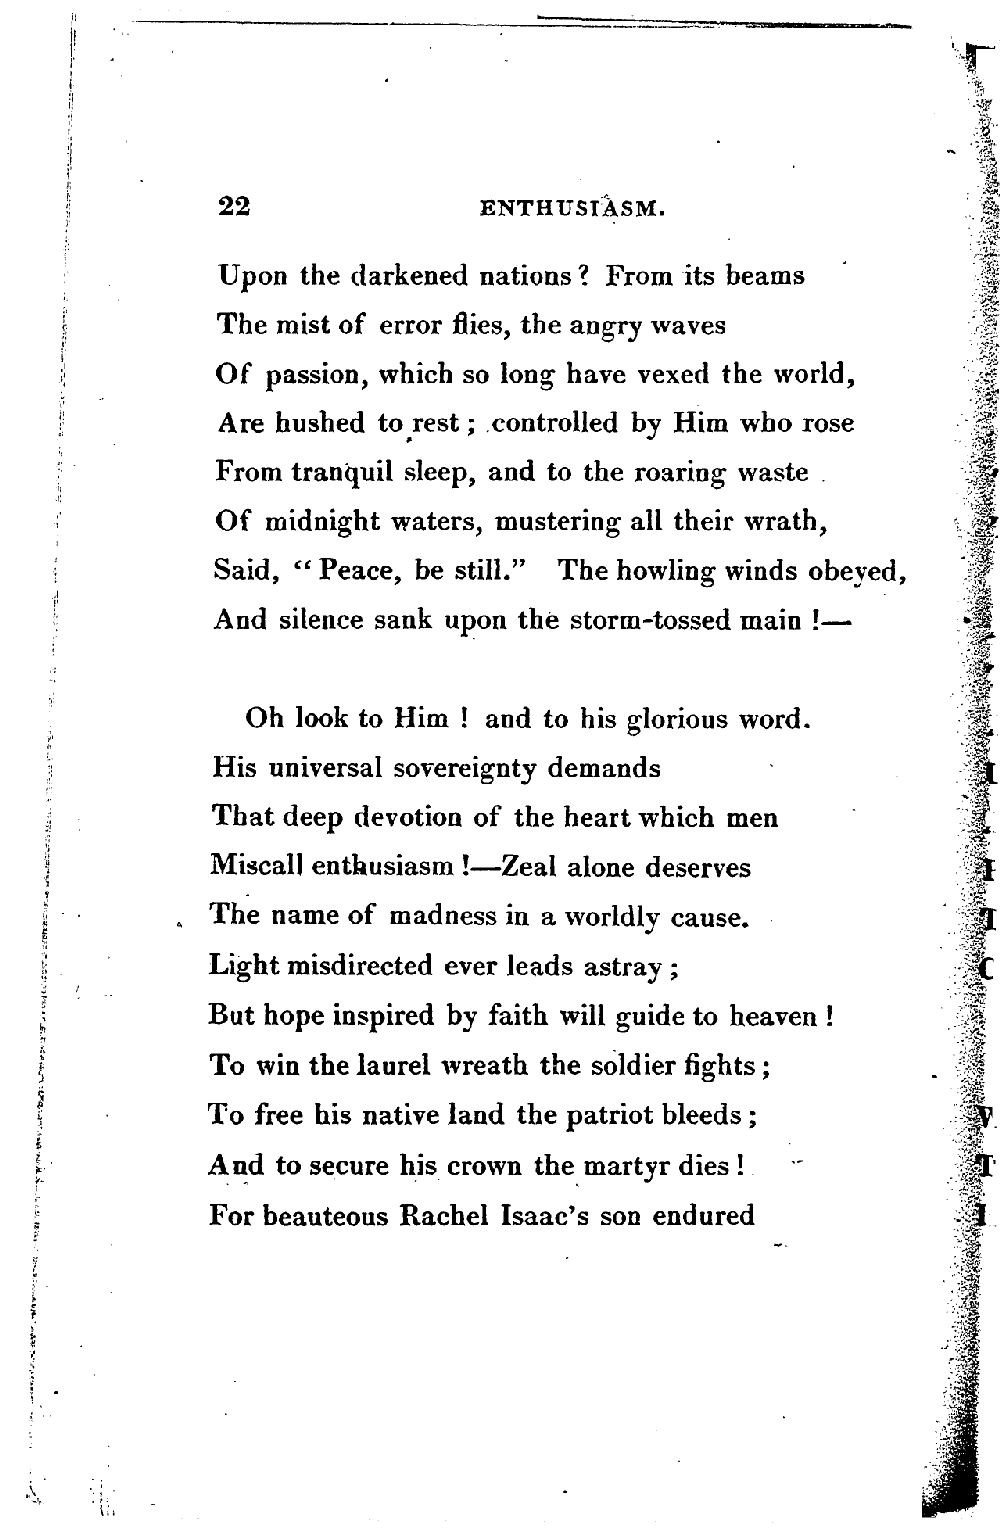 22 ENTHUSIASM.
Upon the darkened nations? From its beams
The mist of error flies, the angry waves
Of passion, which so long have vexed the world,
Are hushed to rest; controlled by Him who rose
From tranquil sleep, and to the roaring waste
Of midnight waters, mustering all their wrath,
Said, “Peace, be still.” The howling winds obeyed,
And silence sank upon the storm-tossed main!—
Oh look to Him! and to his glorious word.
His universal sovereignty demands
That deep devotion of the heart which men
Miscall enthusiasm!—Zeal alone deserves
The name of madness in a worldly cause.
Light misdirected ever leads astray;
But hope inspired by faith will guide to heaven!
To win the laurel wreath the soldier fights;
To free his native land the patriot bleeds;
And to secure his crown the martyr dies!
For beauteous Rachel Isaac’s son endured